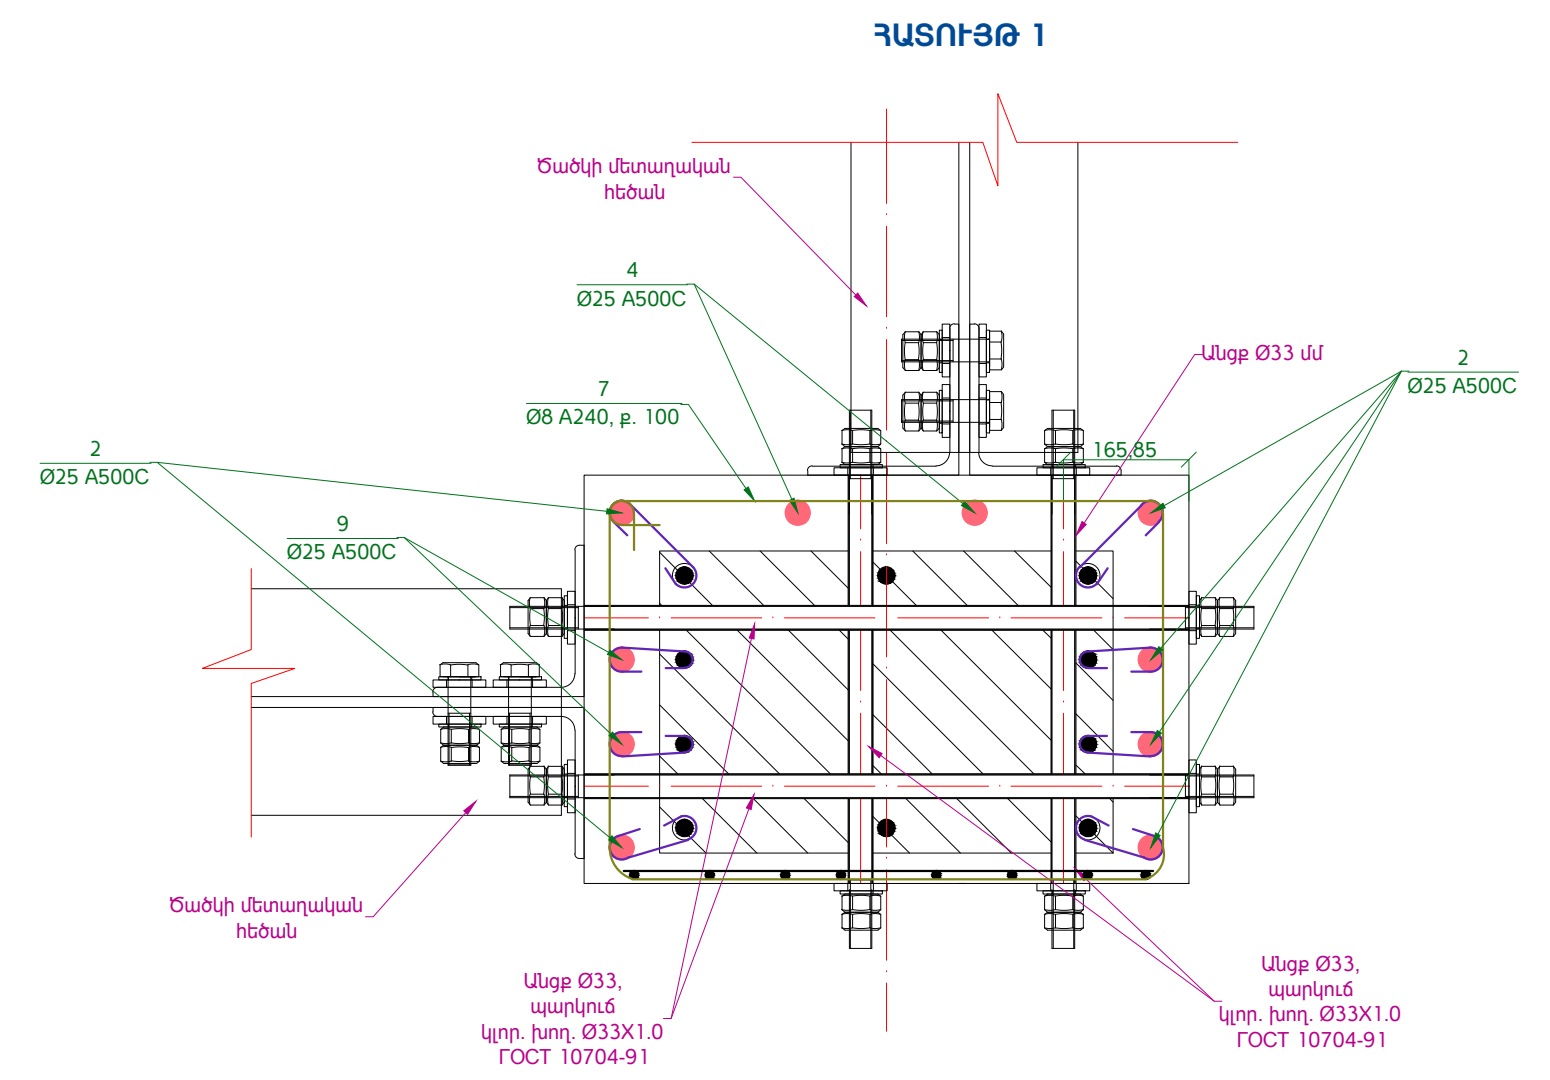 ՀԱՏՈՒՅԹ 1
Ծածկի մետաղական
հեծան
4
Ø25 A500C
Անցք Ø33 մմ
2
Ø25 A500C
7
Ø8 A240, ք. 100
165,85
2
Ø25 A500C
9
Ø25 A500C
Ծածկի մետաղական
հեծան
Անցք Ø33,
պարկուճ
կլոր. խող. Ø33X1.0
ГОСТ 10704-91
Անցք Ø33,
պարկուճ
կլոր. խող. Ø33X1.0
ГОСТ 10704-91